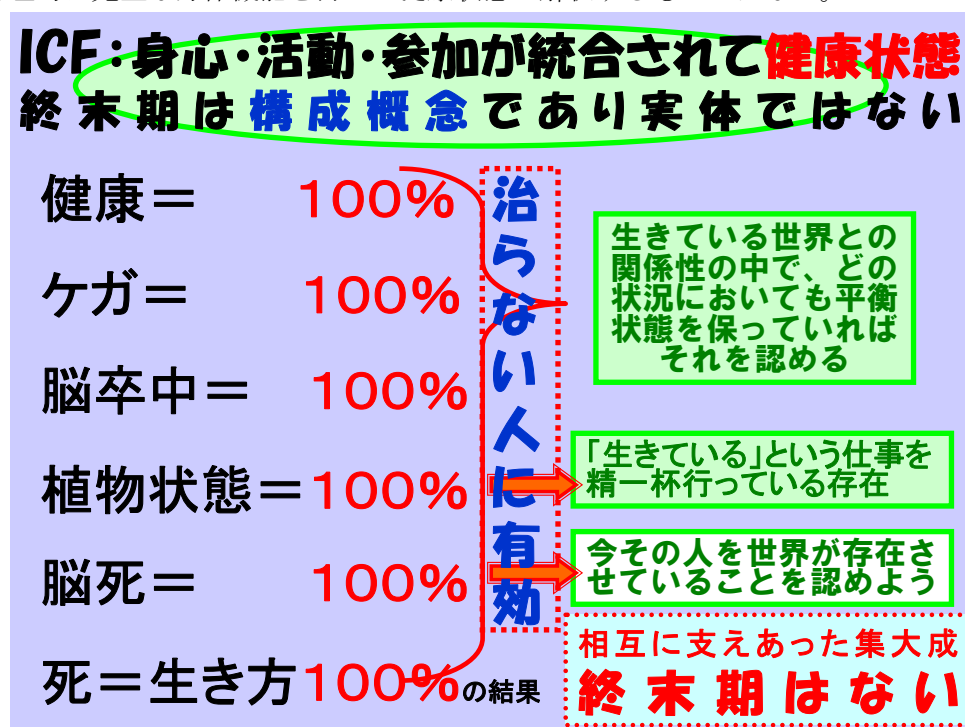 ICF:身心・活動・参加が統合されて健康状態
終末期は構成概念であり実体ではない
健康＝ 100%
ケガ＝ 100%
脳卒中＝ 100%
植物状態＝100%
脳死＝ 100%
死＝生き方100%の結果
治らない人に有効
生きている世界との
関係性の中で、どの
状況においても平衡
状態を保っていれば
それを認める
「生きている」という仕事を
精一杯行っている存在
今その人を世界が存在さ
せていることを認めよう
相互に支えあった集大成
終末期はない